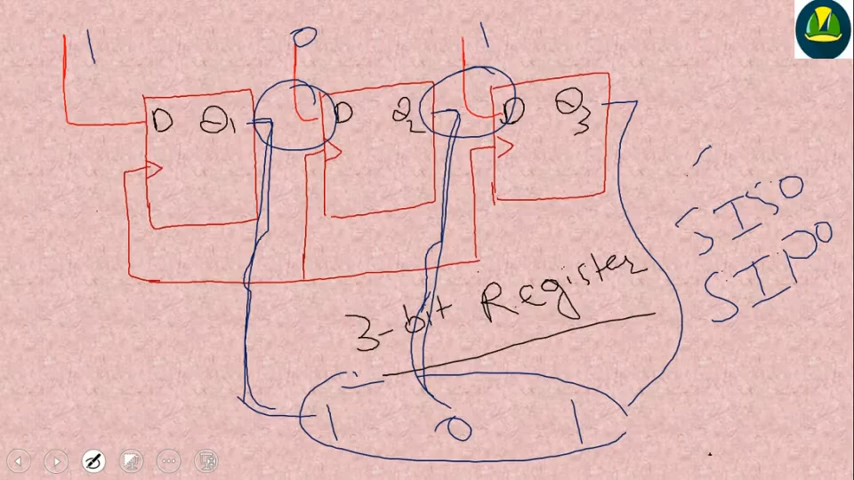 1 0 1
D Q1 D Q2 D Q3
SISO
SIPO
3-bit Register
1 0 1